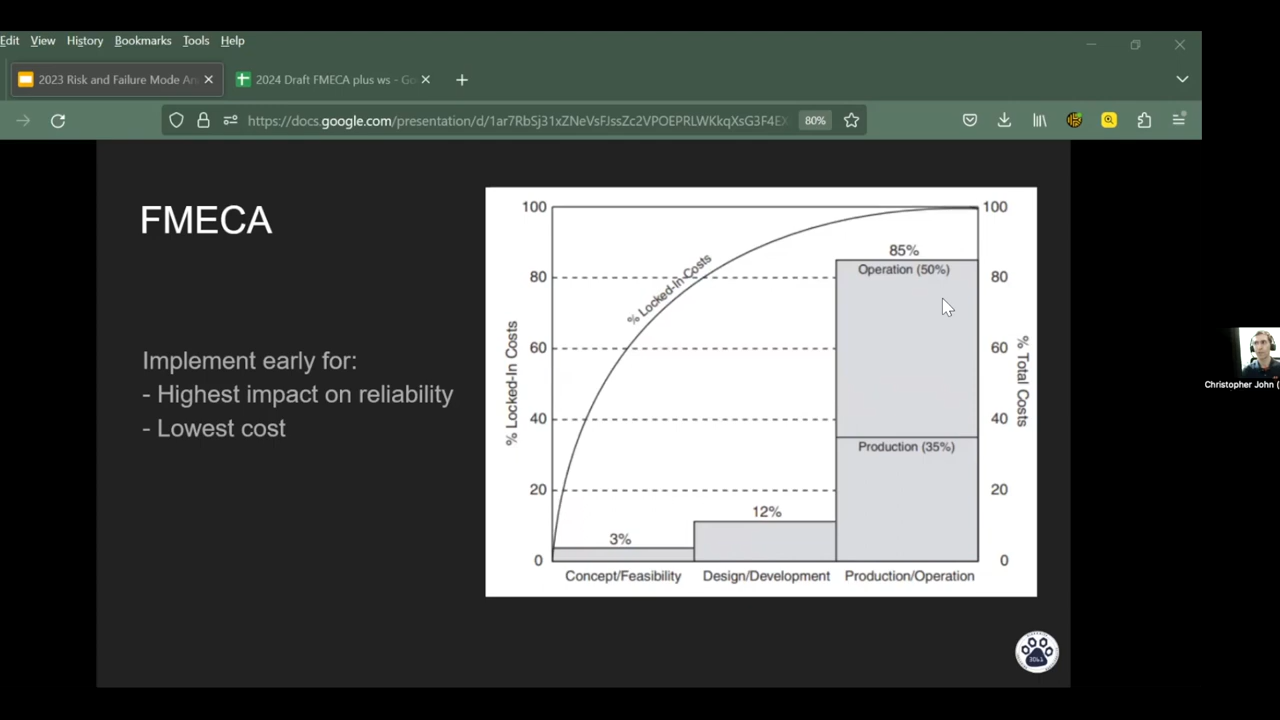 Edit View History Bookmarks Tools Help
2023 Risk and Failure Mode An
2024 Draft FMECA plus ws - Go
https://docs.google.com/presentation/d/1ar7RbSj31xZNeVsFJssZc2VPOEPRLWKkqXsG3F4EX
80%
FMECA
Implement early for:
- Highest impact on reliability
- Lowest cost
100
80
60
40
20
0
% Locked-In Costs
% Locked-In Costs
85%
Operation (50%)
Production (35%)
12%
3%
Concept/Feasibility
Design/Development
Production/Operation
100
80
60
40
20
0
% Total Costs
Christopher John (